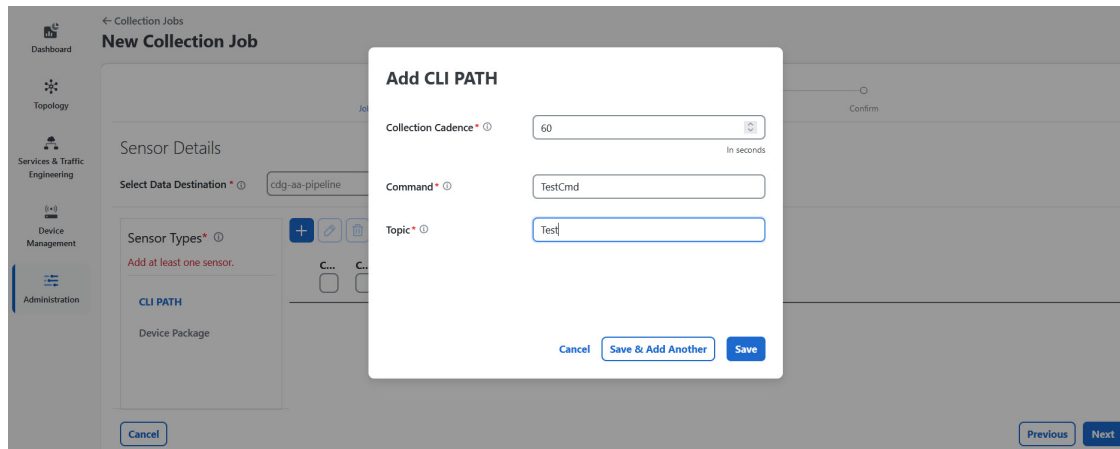 Dashboard
Topology
Services & Traffic
Engineering
Device
Management
Administration
← Collection Jobs
New Collection Job
Confirm
Sensor Details
Select Data Destination *
cdg-aa-pipeline
Sensor Types*
Add at least one sensor.
CLI PATH
Device Package
C... C...
Add CLI PATH
Collection Cadence *
60
In seconds
Command *
TestCmd
Topic *
Test
Cancel
Save & Add Another
Save
Cancel
Previous
Next